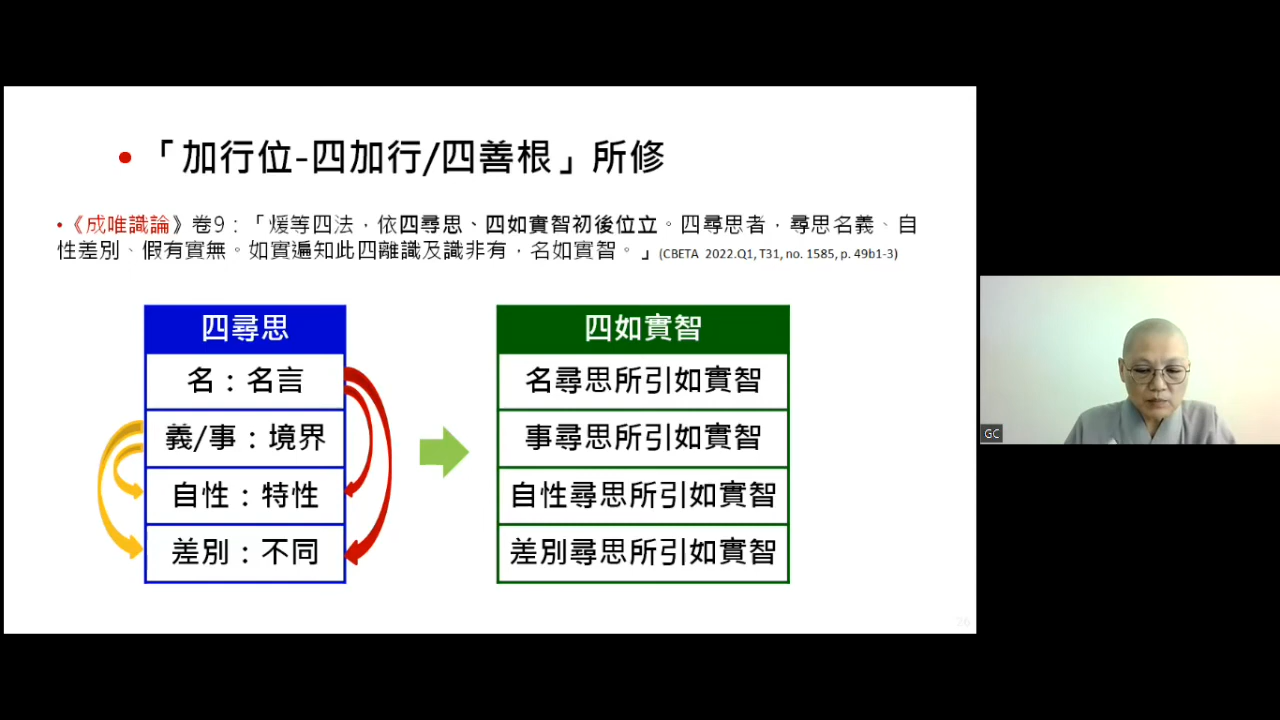 •「加行位-四加行/四善根」所修
•《成唯識論》卷9：「煖等四法，依四尋思、四如實智初後位立。四尋思者，尋思名義、自
性差別、假有實無。如實遍知此四離識及識非有，名如實智。」(CBETA 2022.Q1, T31, no. 1585, p. 49b1-3)
四尋思
名：名言
義/事：境界
自性：特性
差別：不同
四如實智
名尋思所引如實智
事尋思所引如實智
自性尋思所引如實智
差別尋思所引如實智
GC
26